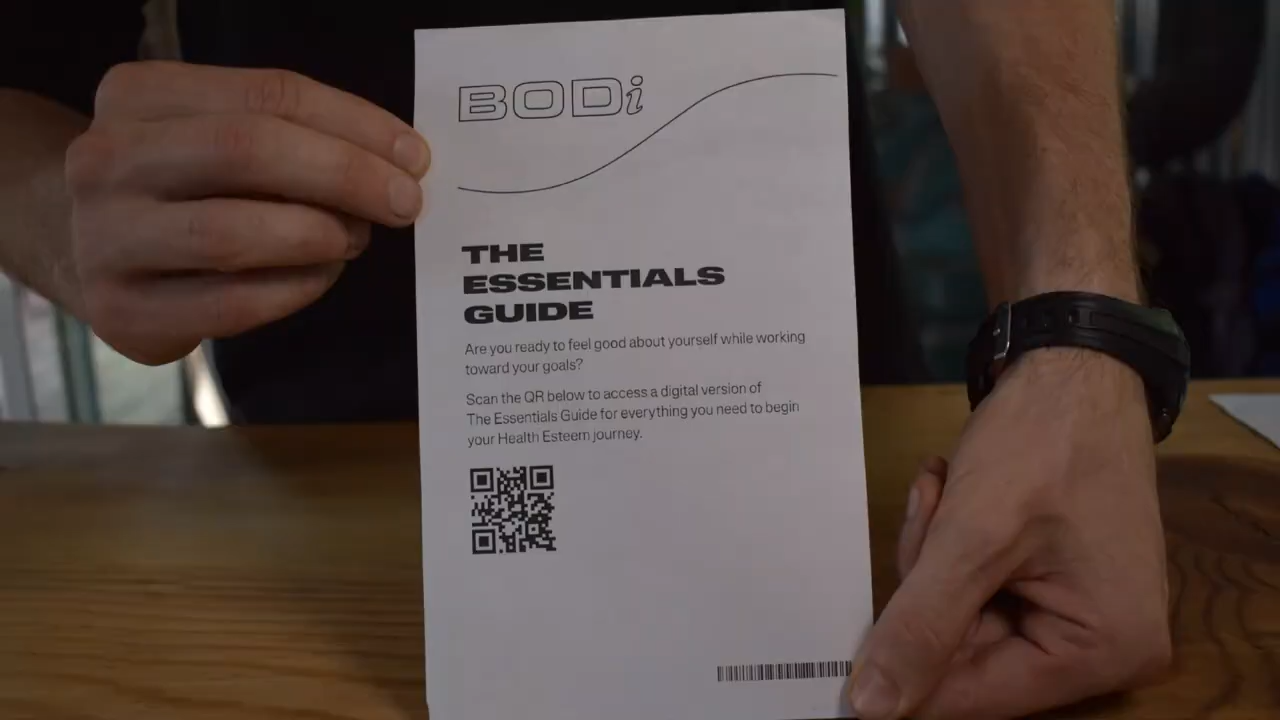 BODi
THE
ESSENTIALS
GUIDE
Are you ready to feel good about yourself while working
toward your goals?
Scan the QR below to access a digital version of
The Essentials Guide for everything you need to begin
your Health Esteem journey.